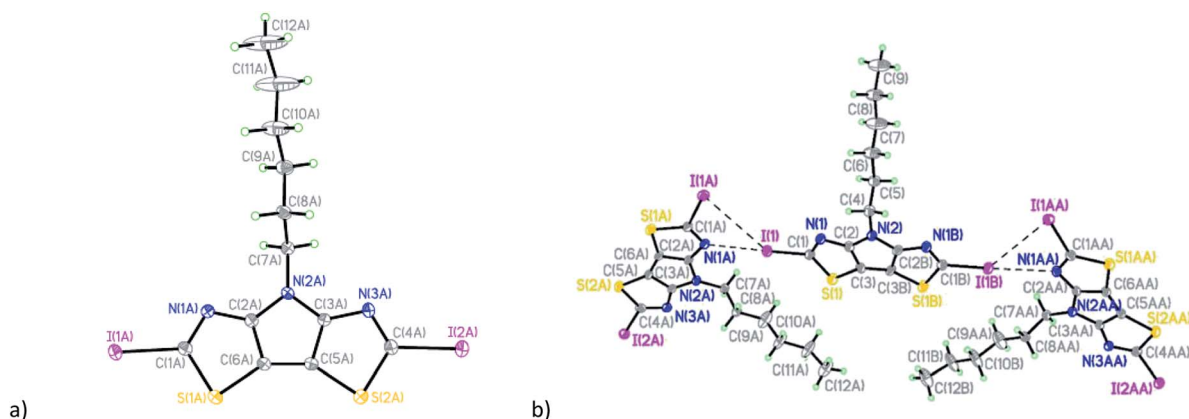 C(12A)
C(11A)
C(10A)
C(9A)
C(8A)
C(7A)
N(2A)
N(1A)
C(2A)
C(3A)
N(3A)
I(1A)
C(1A)
C(6A)
C(5A)
C(4A)
I(2A)
S(1A)
S(2A)
a)
C(9)
C(8)
C(7)
C(6)
C(5)
C(4)
I(1A)
S(1A)
C(1A)
C(6A)
C(2A)
N(1A)
C(5A)
C(3A)
S(2A)
N(2A)
C(7A)
C(8A)
C(4A)
N(3A)
C(10A)
I(2A)
C(9A)
C(11A)
C(12A)
I(1)
C(1)
N(1)
C(2)
N(2)
N(1B)
C(2B)
S(1)
C(3)
C(3B)
S(1B)
C(1B)
I(1B)
I(1AA)
C(1AA)
N(1AA)
S(1AA)
C(2AA)
C(6AA)
N(2AA)
C(5AA)
C(7AA)
S(2AA)
C(9AA)
C(3AA)
C(8AA)
N(3AA)
C(4AA)
C(11B)
C(10B)
C(12B)
I(2AA)
b)